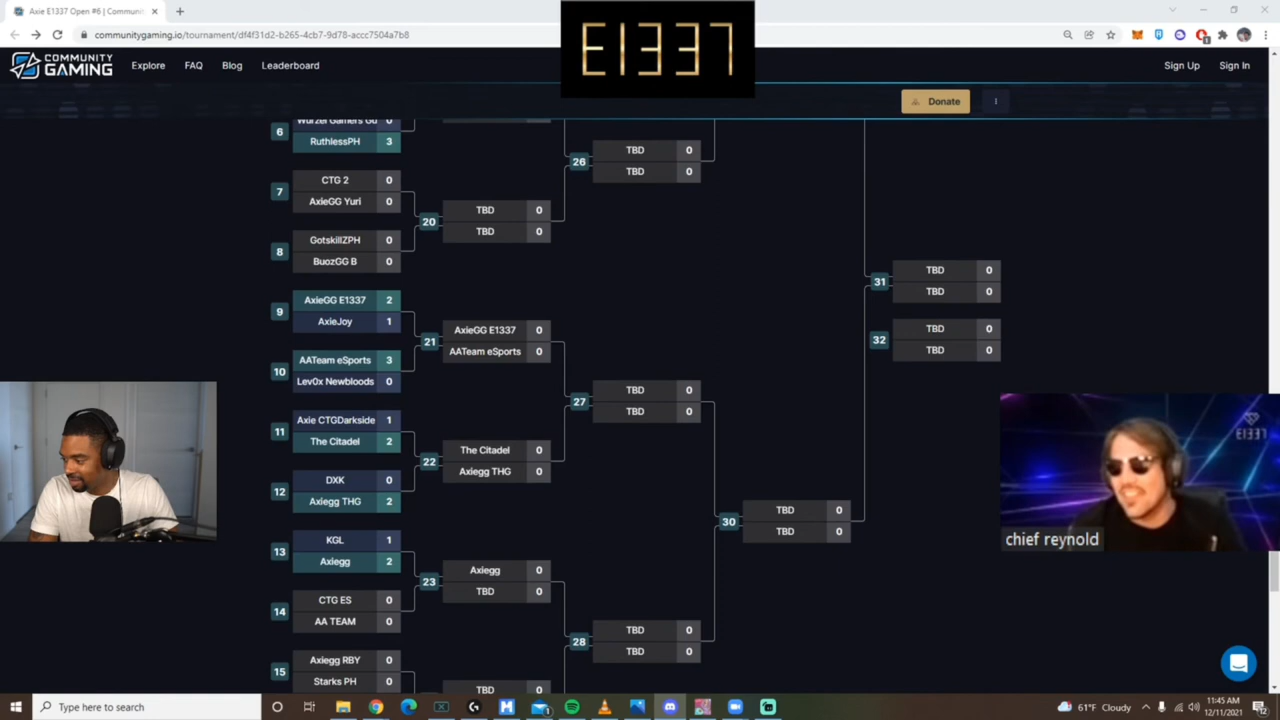 Axie E1337 Open #6 | Communi
communitygaming.io/tournament/df4f31d2-b265-4cb7-9d78-accc7504a7b8
E1337
COMMUNITY
GAMING
Explore
FAQ
Blog
Leaderboard
Sign Up
Sign In
Donate
6
Wurzel Gamers Gu 0
RuthlessPH 3
26
TBD 0
TBD 0
7
CTG 2 0
AxieGG Yuri 0
20
TBD 0
TBD 0
8
GotskillZPH 0
BuozGG B 0
31
TBD 0
TBD 0
9
AxieGG E1337 2
AxieJoy 1
21
AxieGG E1337 0
AATeam eSports 0
32
TBD 0
TBD 0
10
AATeam eSports 3
Lev0x Newbloods 0
27
TBD 0
TBD 0
11
Axie CTGDarkside 1
The Citadel 2
22
The Citadel 0
Axiegg THG 0
12
DXK 0
Axiegg THG 2
30
TBD 0
TBD 0
13
KGL 1
Axiegg 2
23
Axiegg 0
TBD 0
14
CTG ES 0
AA TEAM 0
28
TBD 0
TBD 0
15
Axiegg RBY 0
Starks PH 0
TBD 0
E1337
chief reynold
Type here to search
61°F Cloudy
11:45 AM
12/11/2021
12